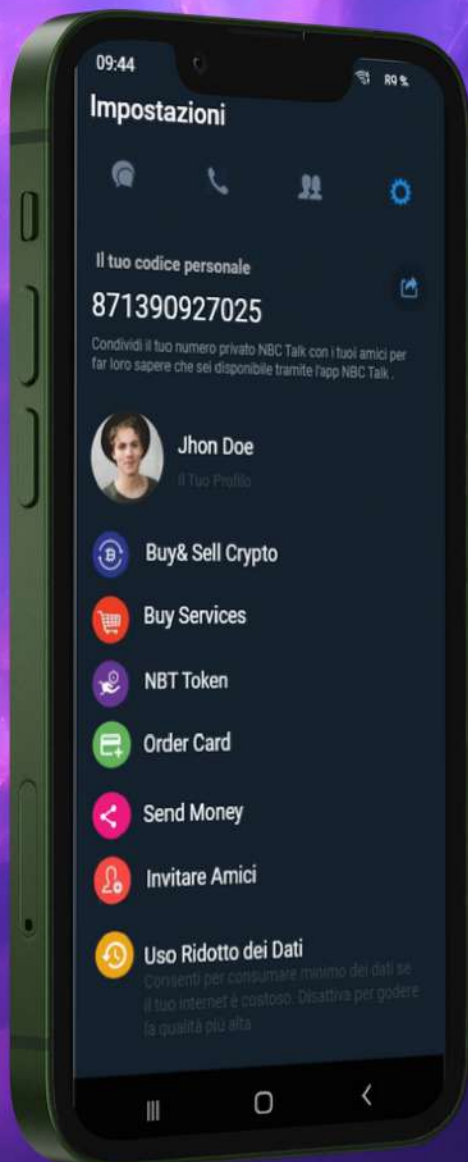 09:44
Impostazioni
Il tuo codice personale
871390927025
Condividi il tuo numero privato NBC Talk con i tuoi amici per
far loro sapere che sei disponibile tramite l'app NBC Talk .
Jhon Doe
Il Tuo Profilo
Buy& Sell Crypto
Buy Services
NBT Token
Order Card
Send Money
Invitare Amici
Uso Ridotto dei Dati
Consenti per consumare minimo dei dati se
il tuo internet è costoso. Disattiva per godere
la qualità più alta